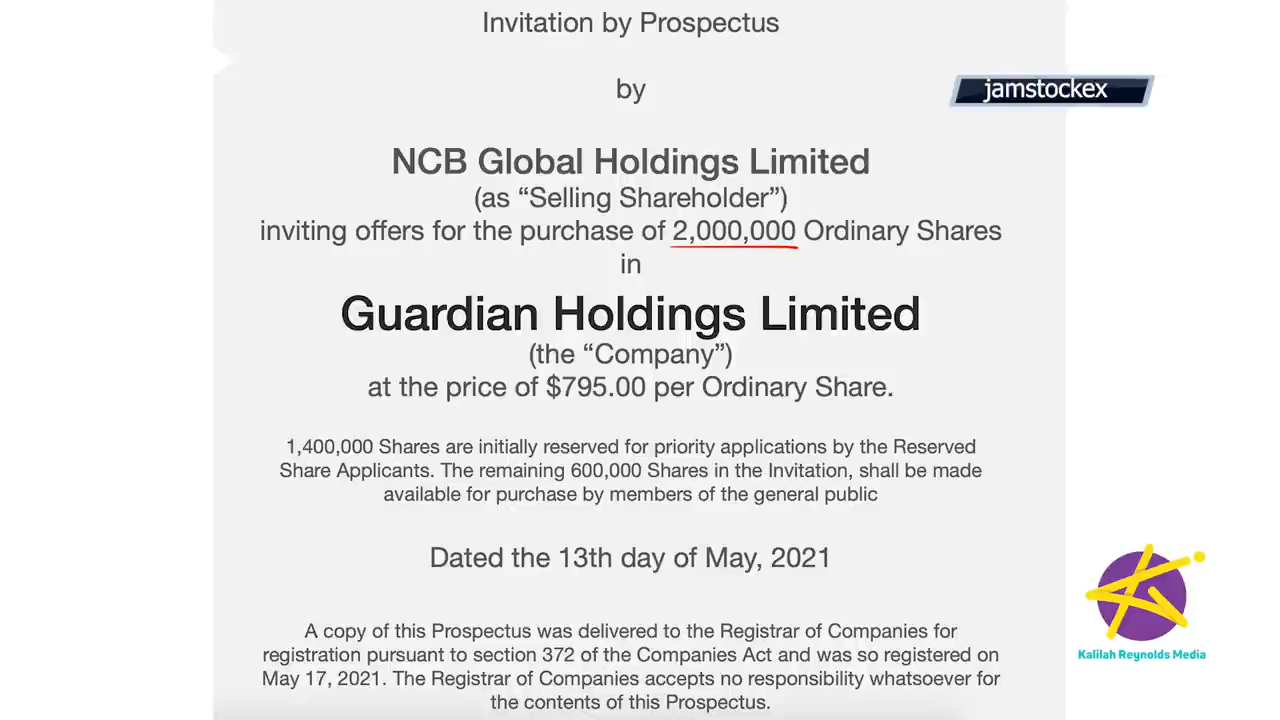 Invitation by Prospectus
by
jamstockex
NCB Global Holdings Limited
(as “Selling Shareholder”)
inviting offers for the purchase of 2,000,000 Ordinary Shares
in
Guardian Holdings Limited
(the “Company”)
at the price of $795.00 per Ordinary Share.
1,400,000 Shares are initially reserved for priority applications by the Reserved
Share Applicants. The remaining 600,000 Shares in the Invitation, shall be made
available for purchase by members of the general public
Dated the 13th day of May, 2021
A copy of this Prospectus was delivered to the Registrar of Companies for
registration pursuant to section 372 of the Companies Act and was so registered on
May 17, 2021. The Registrar of Companies accepts no responsibility whatsoever for
the contents of this Prospectus.
Kalilah Reynolds Media